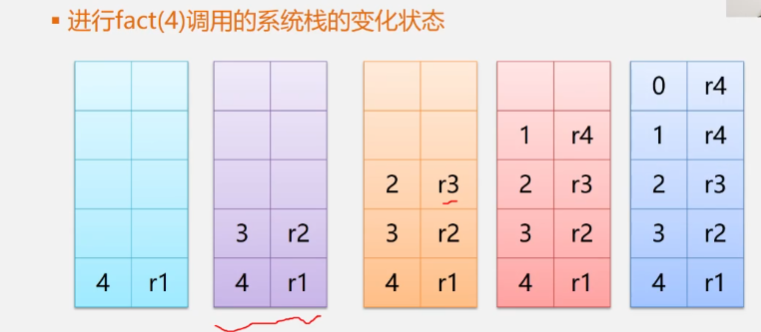 进行fact(4)调用的系统栈的变化状态
0 r4
1 r4 1 r4
2 r3 2 r3 2 r3
3 r2 3 r2 3 r2 3 r2
4 r1 4 r1 4 r1 4 r1 4 r1